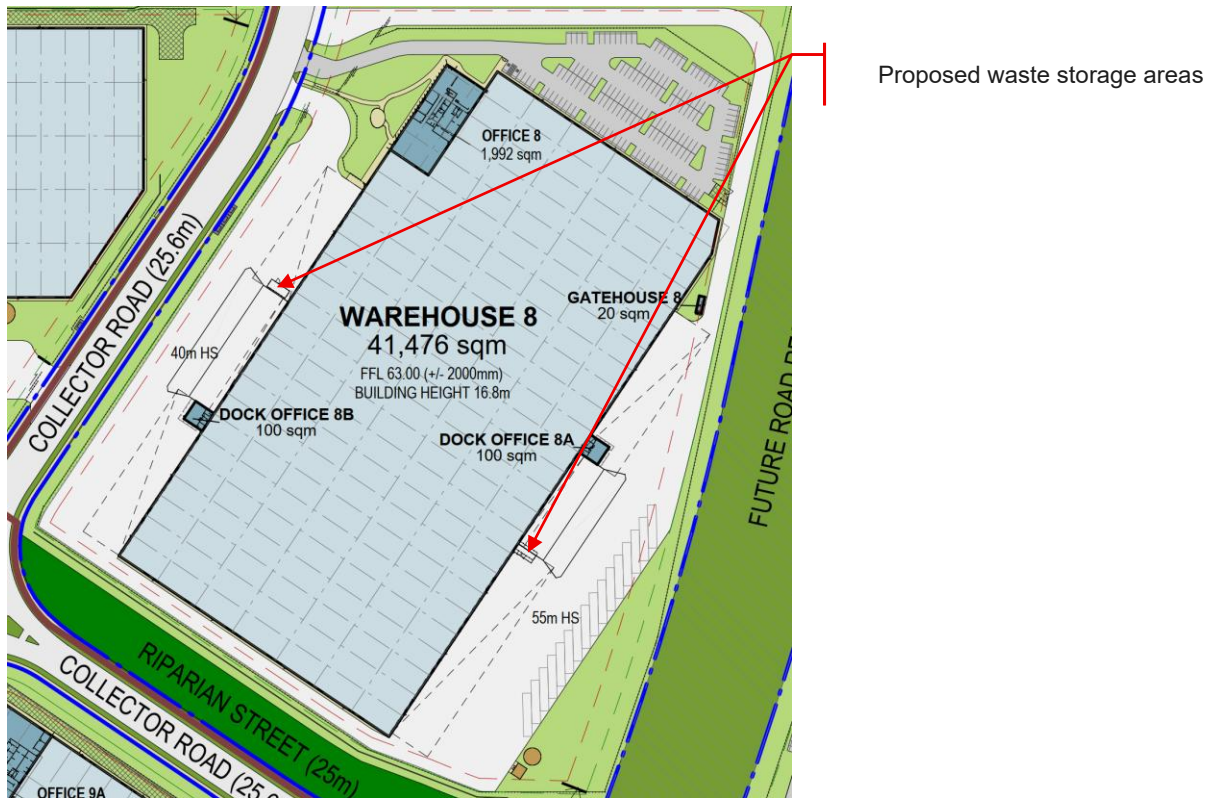 Proposed waste storage areas
OFFICE 8
1,992 sqm
COLLECTOR ROAD (25.6m)
GATEHOUSE 8
20 sqm
WAREHOUSE 8
41,476 sqm
FFL 63.00 (+/- 2000mm)
BUILDING HEIGHT 16.8m
40m HS
DOCK OFFICE 8B
100 sqm
DOCK OFFICE 8A
100 sqm
FUTURE ROAD
55m HS
RIPARIAN STREET (25m)
COLLECTOR ROAD
OFFICE 9A